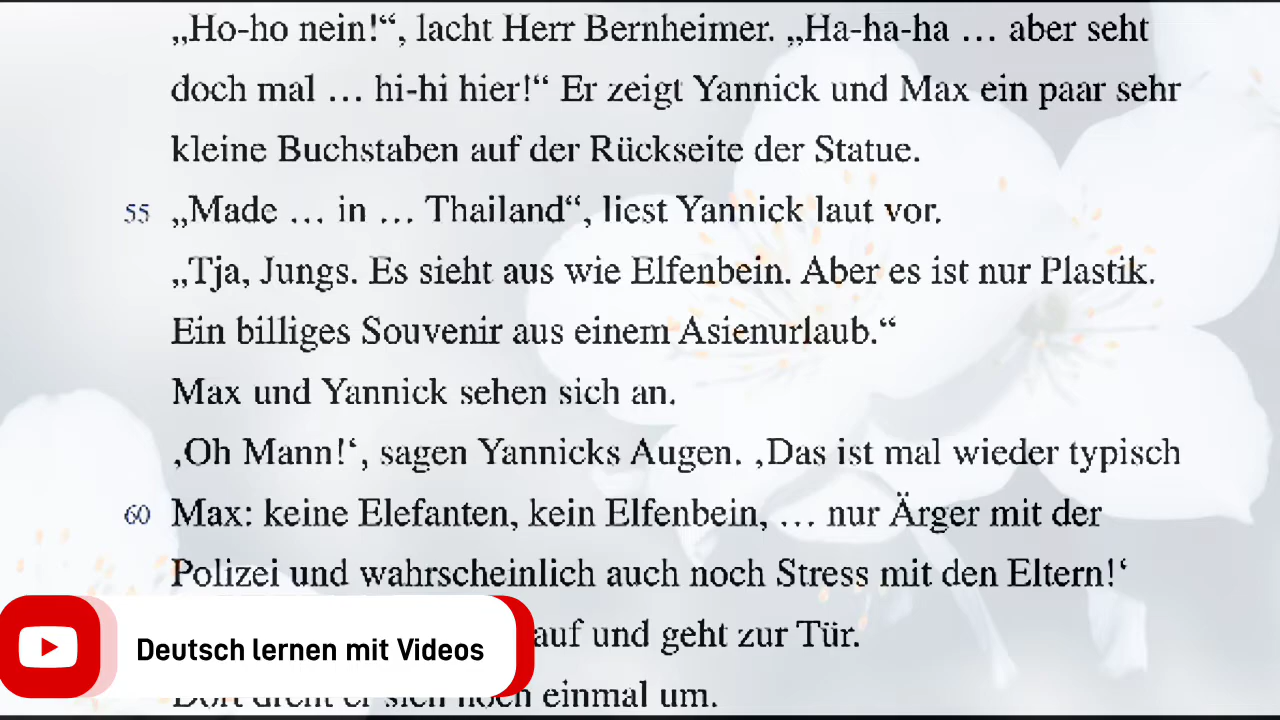 „Ho-ho nein!“, lacht Herr Bernheimer. „Ha-ha-ha … aber seht
doch mal … hi-hi hier!“ Er zeigt Yannick und Max ein paar sehr
kleine Buchstaben auf der Rückseite der Statue.
55 „Made … in … Thailand“, liest Yannick laut vor.
„Tja, Jungs. Es sieht aus wie Elfenbein. Aber es ist nur Plastik.
Ein billiges Souvenir aus einem Asienurlaub.“
Max und Yannick sehen sich an.
‚Oh Mann!‘, sagen Yannicks Augen. ‚Das ist mal wieder typisch
60 Max: keine Elefanten, kein Elfenbein, … nur Ärger mit der
Polizei und wahrscheinlich auch noch Stress mit den Eltern!‘
auf und geht zur Tür.
Deutsch lernen mit Videos
Dort dreht er sich noch einmal um.